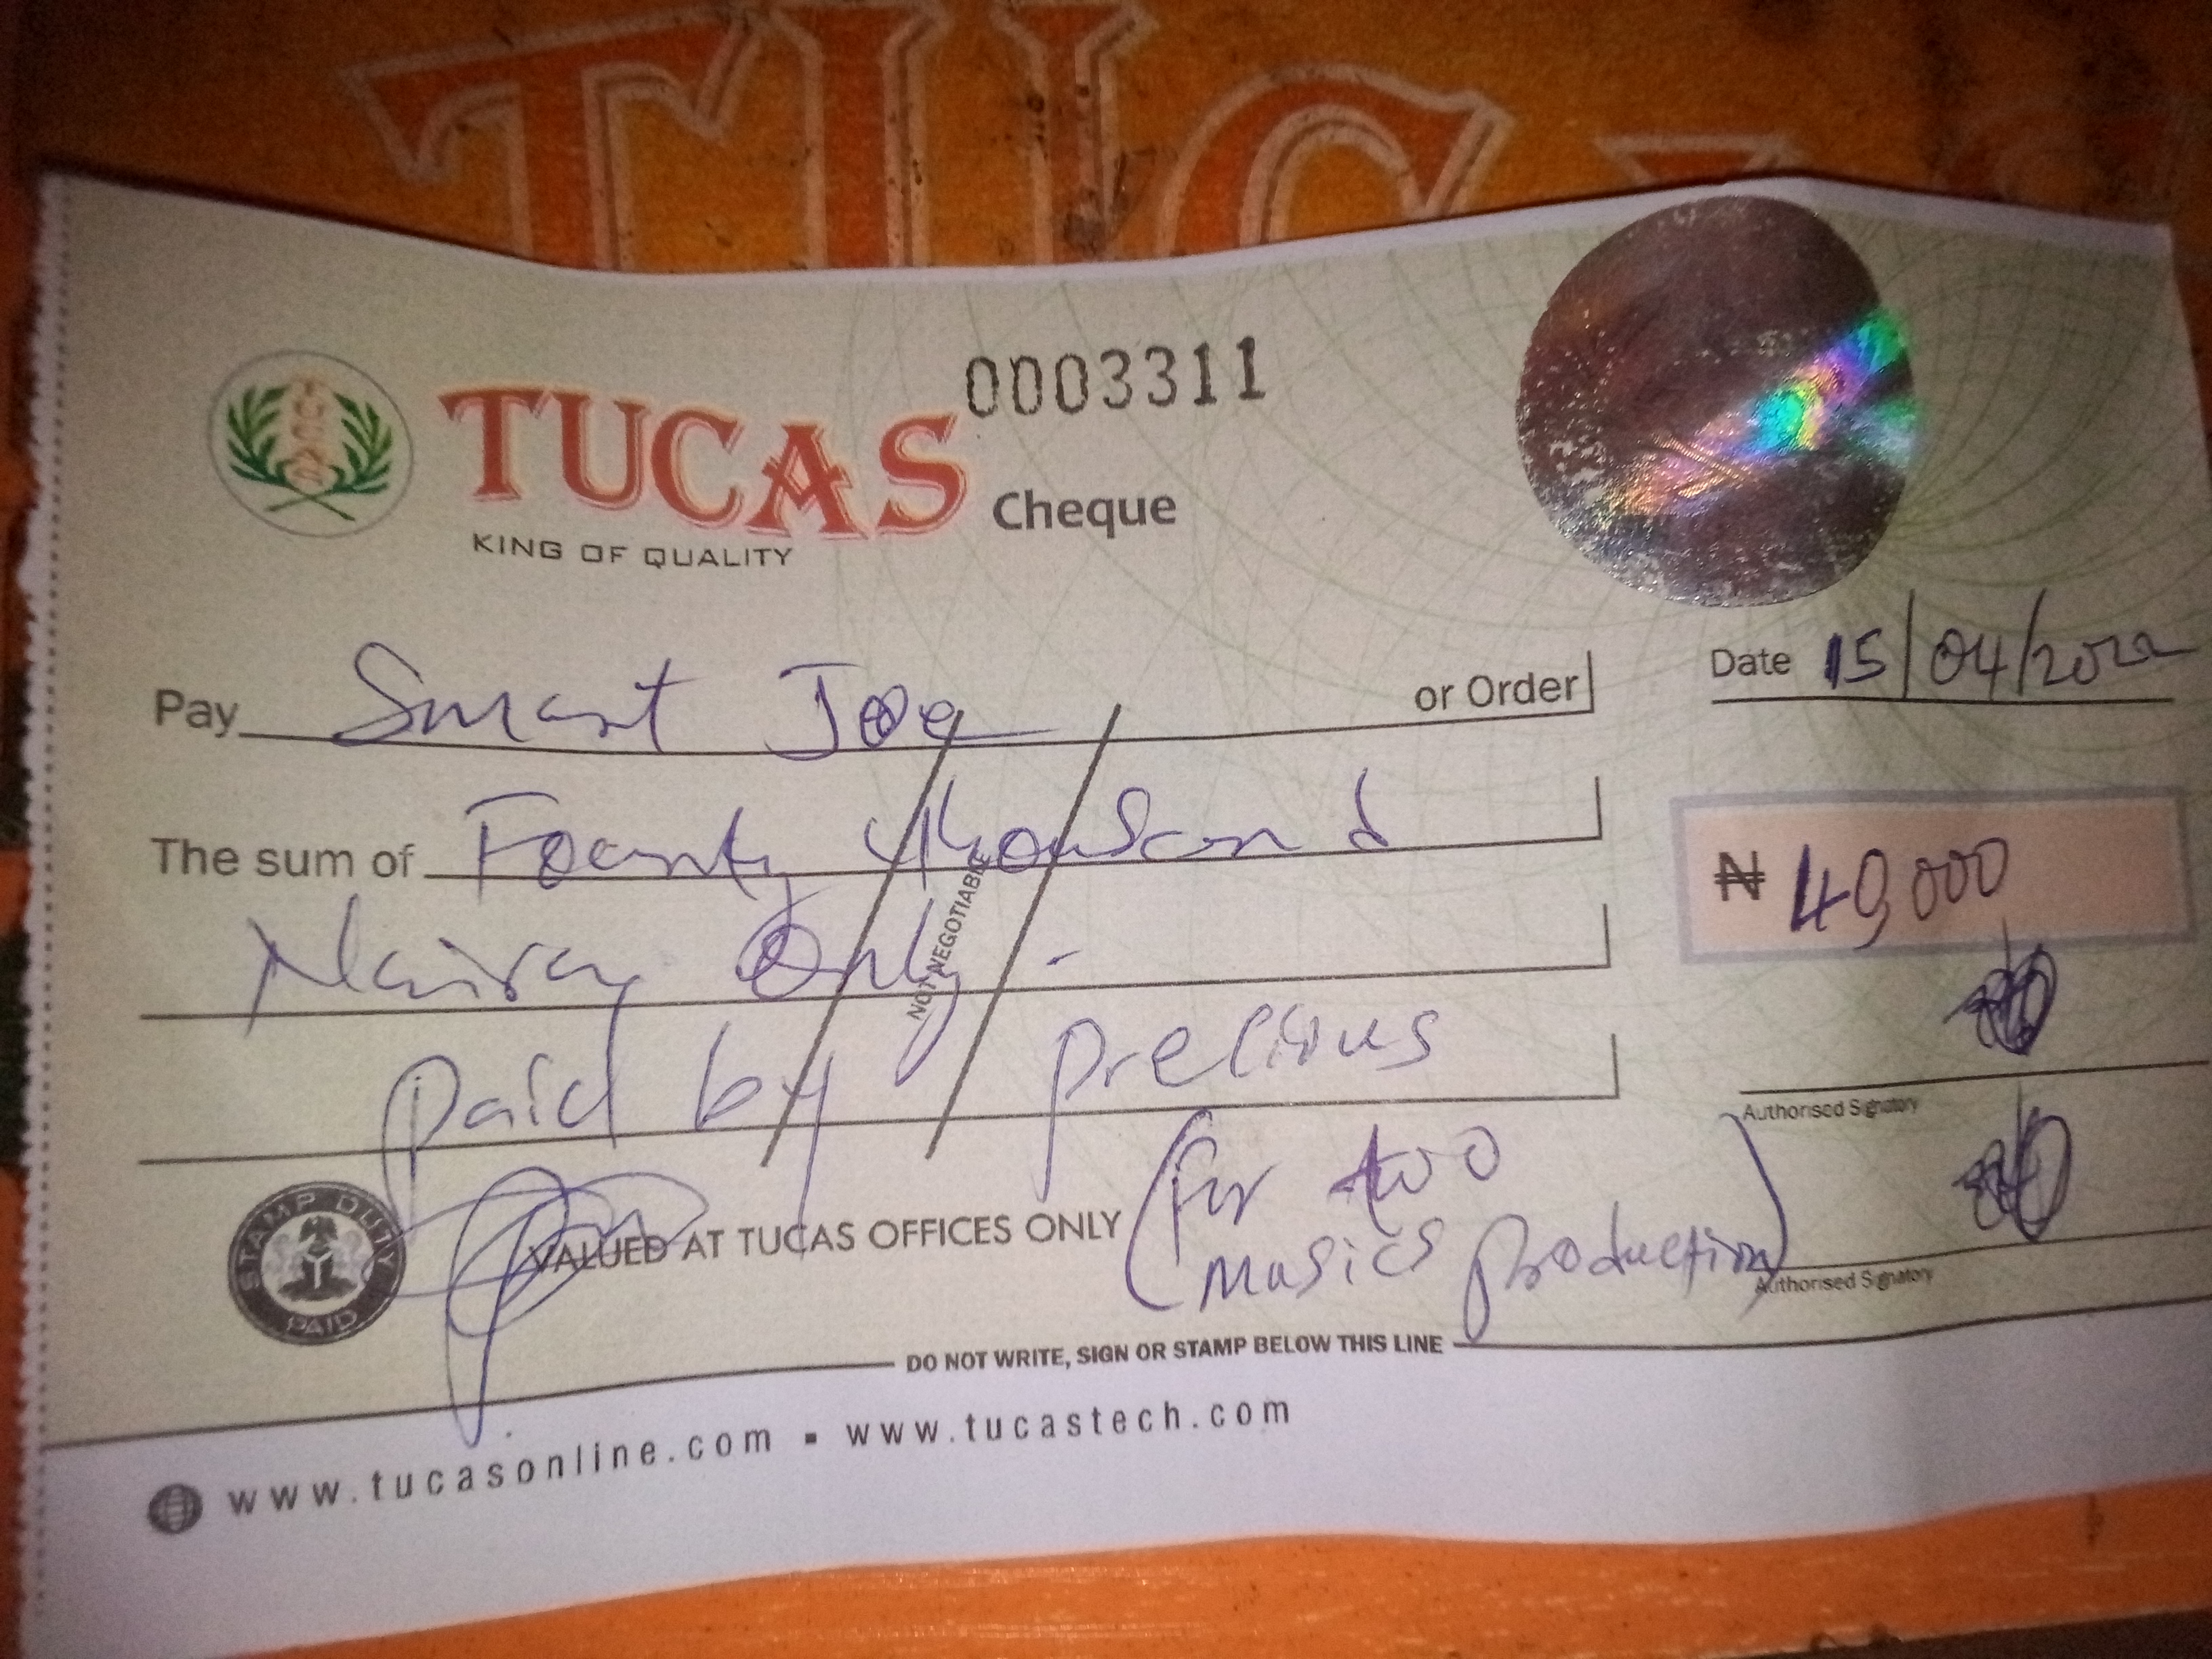 TUCAS
0003311
TUCAS Cheque
KING OF QUALITY
Pay Smart Joe or Order
Date 15/04/2022
The sum of Fourty thousand
₦ 40,000
Naira Only -
NOT NEGOTIABLE
paid by precious
Authorised Signatory
(for two
musics production)
STAMP DUTY
PAID
VALUED AT TUCAS OFFICES ONLY
Authorised Signatory
DO NOT WRITE, SIGN OR STAMP BELOW THIS LINE
www.tucasonline.com ▪ www.tucastech.com